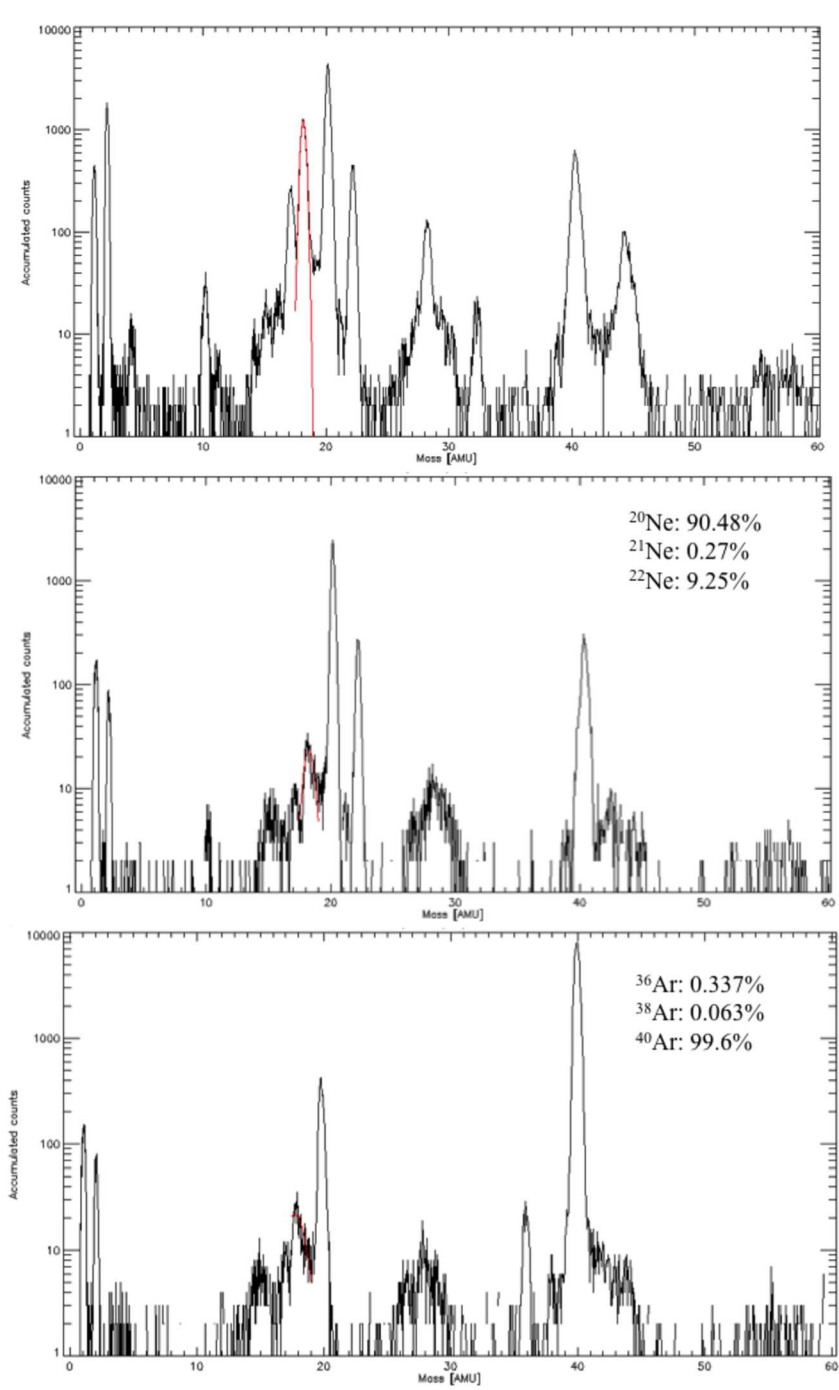 10000
1000
100
10
1
Accumulated counts
0 10 20 30 40 50 60
Mass [AMU]
10000
1000
100
10
1
Accumulated counts
²⁰Ne: 90.48%
²¹Ne: 0.27%
²²Ne: 9.25%
0 10 20 30 40 50 60
Mass [AMU]
10000
1000
100
10
1
Accumulated counts
³⁶Ar: 0.337%
³⁸Ar: 0.063%
⁴⁰Ar: 99.6%
0 10 20 30 40 50 60
Mass [AMU]